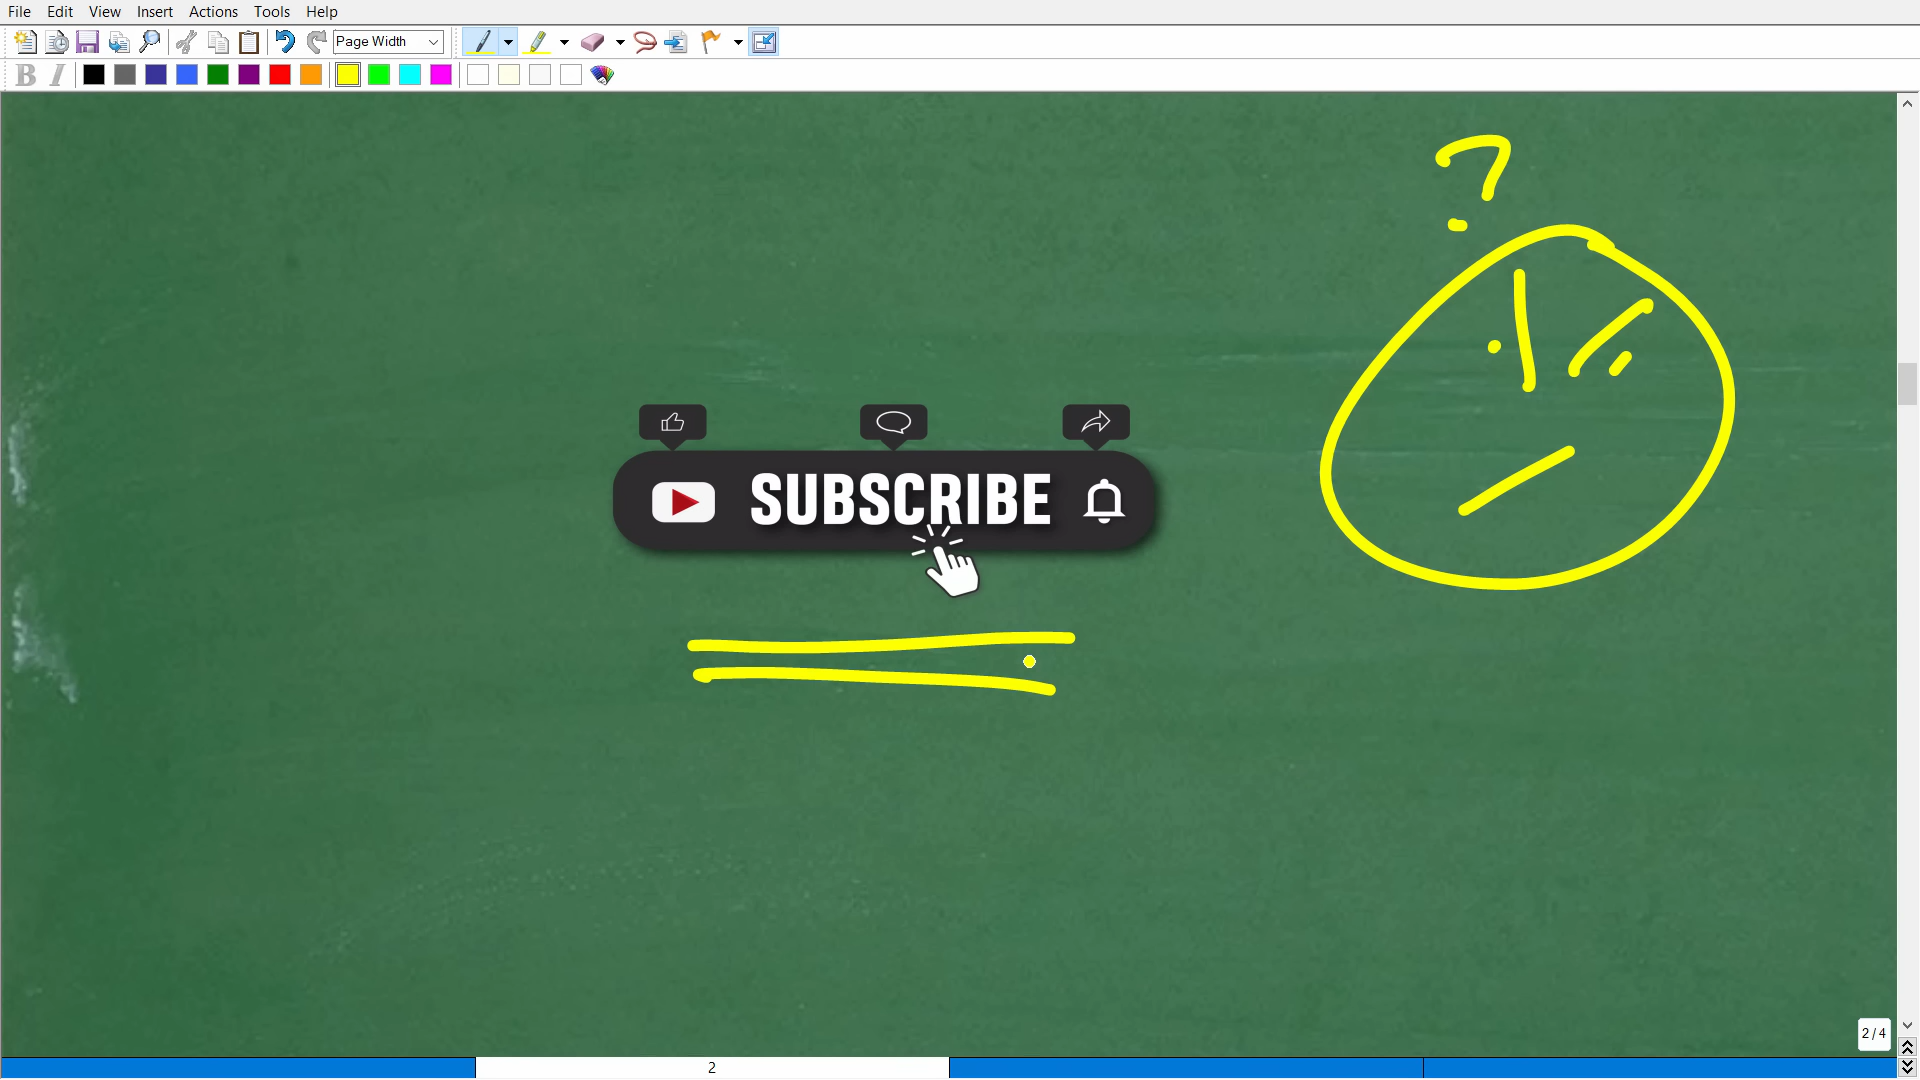 File Edit View Insert Actions Tools Help
Page Width
B I
?
SUBSCRIBE
2 / 4
2